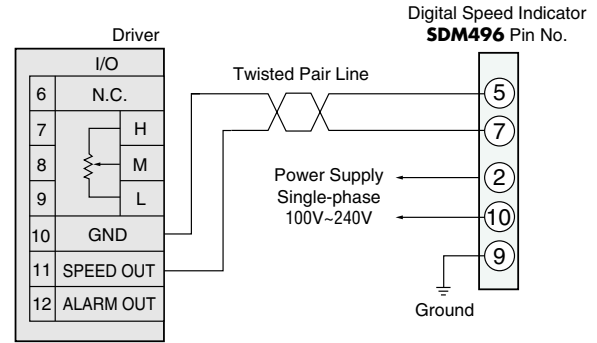 Digital Speed Indicator
Driver
SDM496 Pin No.
I/O
Twisted Pair Line
6 N.C.
5
7 H
7
8 M
Power Supply
2
Single-phase
9 L
100V~240V
10
10 GND
9
11 SPEED OUT
12 ALARM OUT
Ground